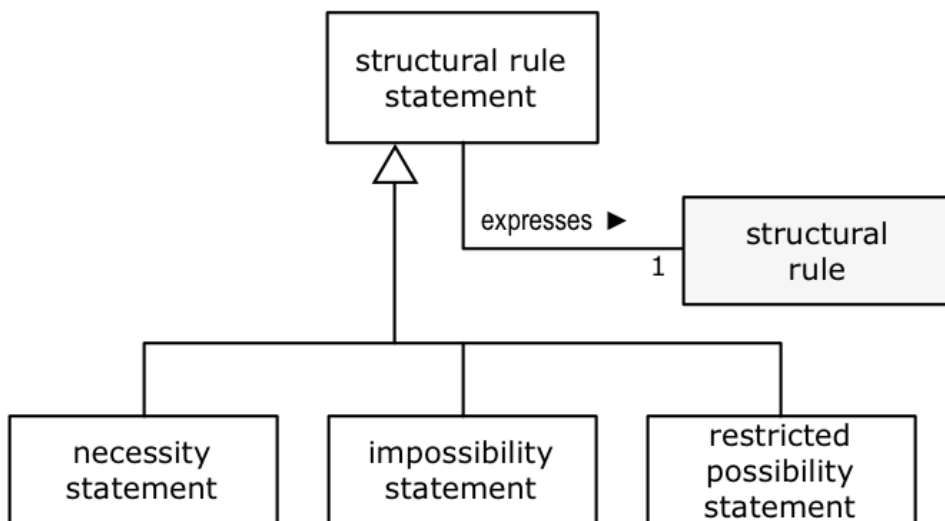 structural rule
statement
expresses ►
1
structural
rule
necessity
statement
impossibility
statement
restricted
possibility
statement